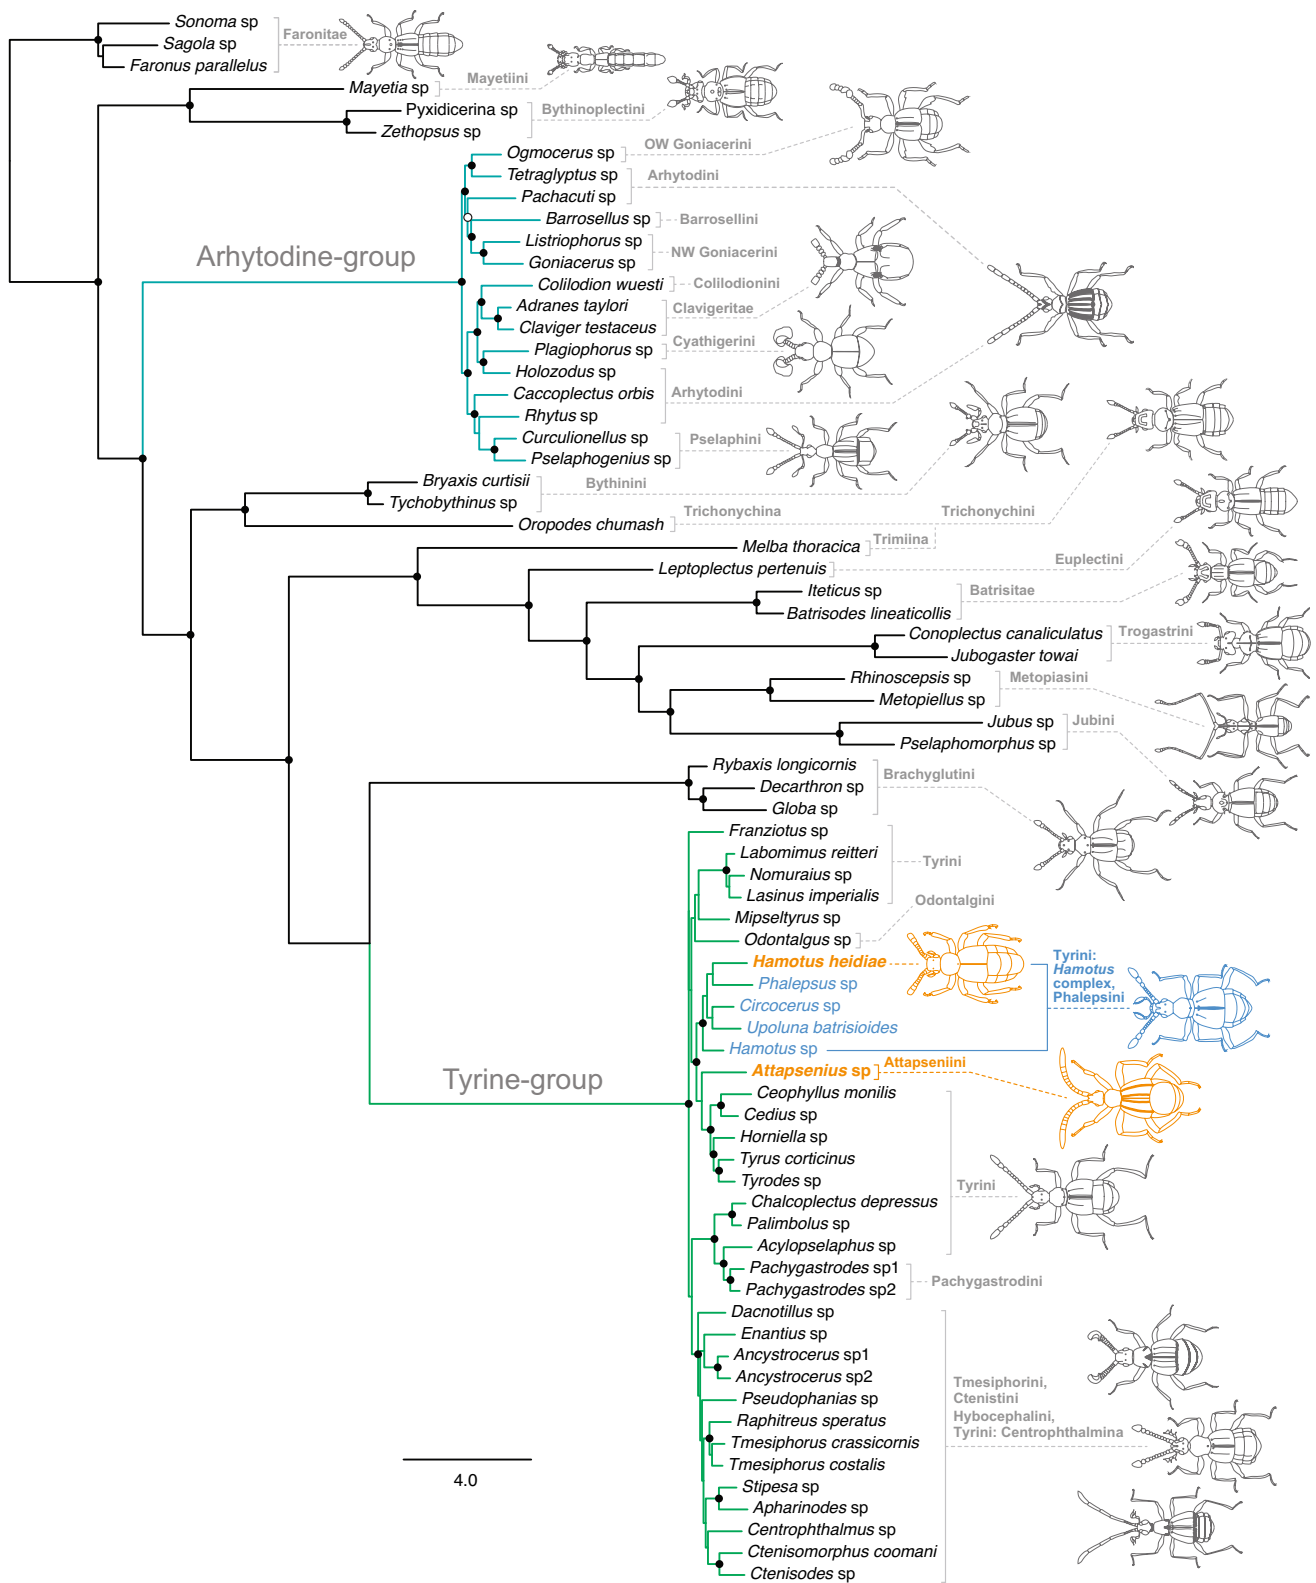 Sonoma sp
Faronitae
Sagola sp
Faronus parallelus
Mayetia sp
Mayetiini
Pyxidicerina sp
Bythinoplectini
Zethopsus sp
Ogmocerus sp
OW Goniacerini
Tetraglyptus sp
Arhytodini
Pachacuti sp
Barrosellus sp
Barrosellini
Listriophorus sp
NW Goniacerini
Goniacerus sp
Arhytodine-group
Colilodion wuesti
Colilodionini
Adranes taylori
Clavigeritae
Claviger testaceus
Plagiophorus sp
Cyathigerini
Holozodus sp
Caccoplectus orbis
Arhytodini
Rhytus sp
Curculionellus sp
Pselaphini
Pselaphogenius sp
Bryaxis curtisii
Bythinini
Tychobythinus sp
Oropodes chumash
Trichonychina
Trichonychini
Melba thoracica
Trimiina
Leptoplectus pertenuis
Euplectini
Iteticus sp
Batrisitae
Batrisodes lineaticollis
Conoplectus canaliculatus
Trogastrini
Jubogaster towai
Rhinoscepsis sp
Metopiasini
Metopiellus sp
Jubus sp
Jubini
Pselaphomorphus sp
Rybaxis longicornis
Brachyglutini
Decarthron sp
Globa sp
Franziotus sp
Labomimus reitteri
Tyrini
Nomuraius sp
Lasinus imperialis
Mipseltyrus sp
Odontalgini
Odontalgus sp
Hamotus heidiae
Phalepsus sp
Circocerus sp
Upoluna batrisioides
Hamotus sp
Tyrini:
Hamotus
complex,
Phalepsini
Attapsenius sp
Attapseniini
Tyrine-group
Ceophyllus monilis
Cedius sp
Horniella sp
Tyrus corticinus
Tyrodes sp
Tyrini
Chalcoplectus depressus
Palimbolus sp
Acylopselaphus sp
Pachygastrodes sp1
Pachygastrodini
Pachygastrodes sp2
Dacnotillus sp
Enantius sp
Ancystrocerus sp1
Ancystrocerus sp2
Pseudophanias sp
Raphitreus speratus
Tmesiphorus crassicornis
Tmesiphorus costalis
Stipesa sp
Apharinodes sp
Centrophthalmus sp
Ctenisomorphus coomani
Ctenisodes sp
Tmesiphorini,
Ctenistini
Hybocephalini,
Tyrini: Centrophthalmina
4.0